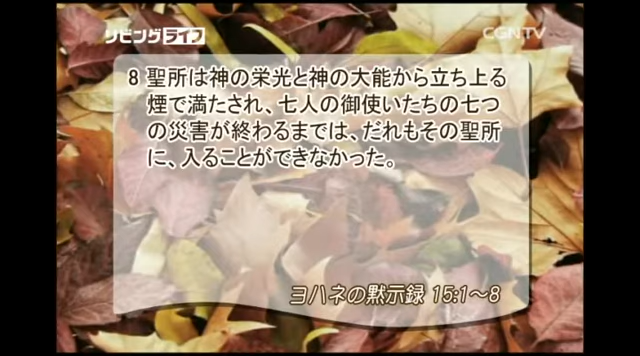 リビングライフ
CGNTV
8 聖所は神の栄光と神の大能から立ち上る
煙で満たされ、七人の御使いたちの七つ
の災害が終わるまでは、だれもその聖所
に、入ることができなかった。
ヨハネの黙示録 15:1～8